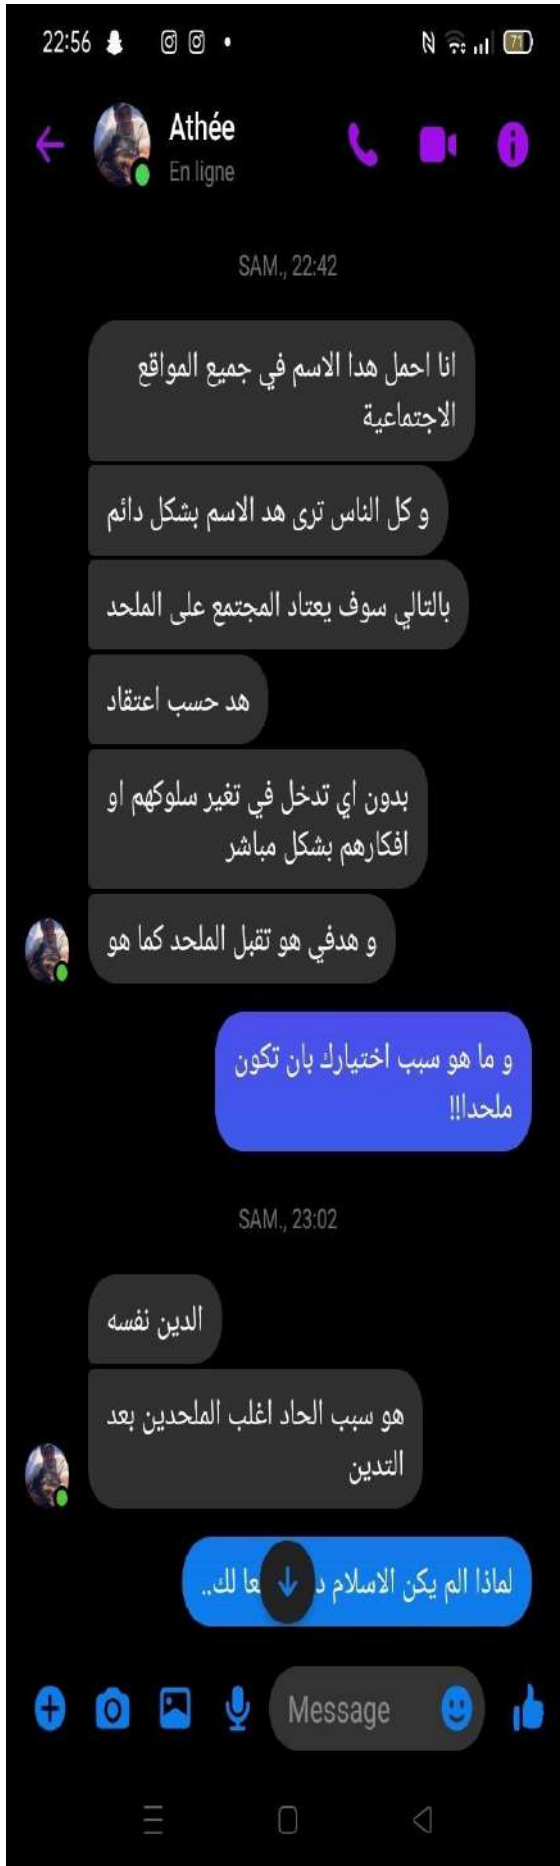 22:56
71
Athée
En ligne
SAM., 22:42
انا احمل هدا الاسم في جميع المواقع
الاجتماعية
و كل الناس ترى هد الاسم بشكل دائم
بالتالي سوف يعتاد المجتمع على الملحد
هد حسب اعتقاد
بدون اي تدخل في تغير سلوكهم او
افكارهم بشكل مباشر
و هدفي هو تقبل الملحد كما هو
و ما هو سبب اختيارك بان تكون
ملحدا!!
SAM., 23:02
الدين نفسه
هو سبب الحاد اغلب الملحدين بعد
التدين
لماذا الم يكن الاسلام لك..
Message